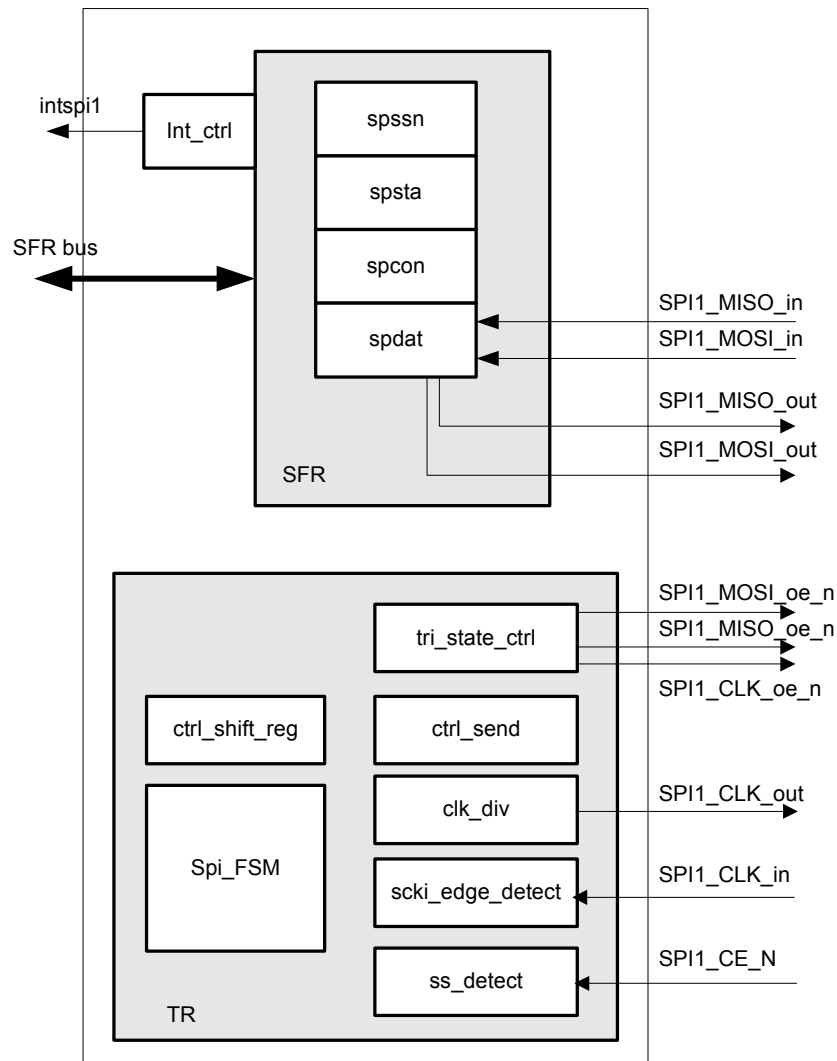 intspi1
Int_ctrl
spssn
spsta
SFR bus
spcon
spdat
SPI1_MISO_in
SPI1_MOSI_in
SPI1_MISO_out
SPI1_MOSI_out
SFR
SPI1_MOSI_oe_n
tri_state_ctrl
SPI1_MISO_oe_n
SPI1_CLK_oe_n
ctrl_shift_reg
ctrl_send
clk_div
SPI1_CLK_out
Spi_FSM
scki_edge_detect
SPI1_CLK_in
ss_detect
SPI1_CE_N
TR